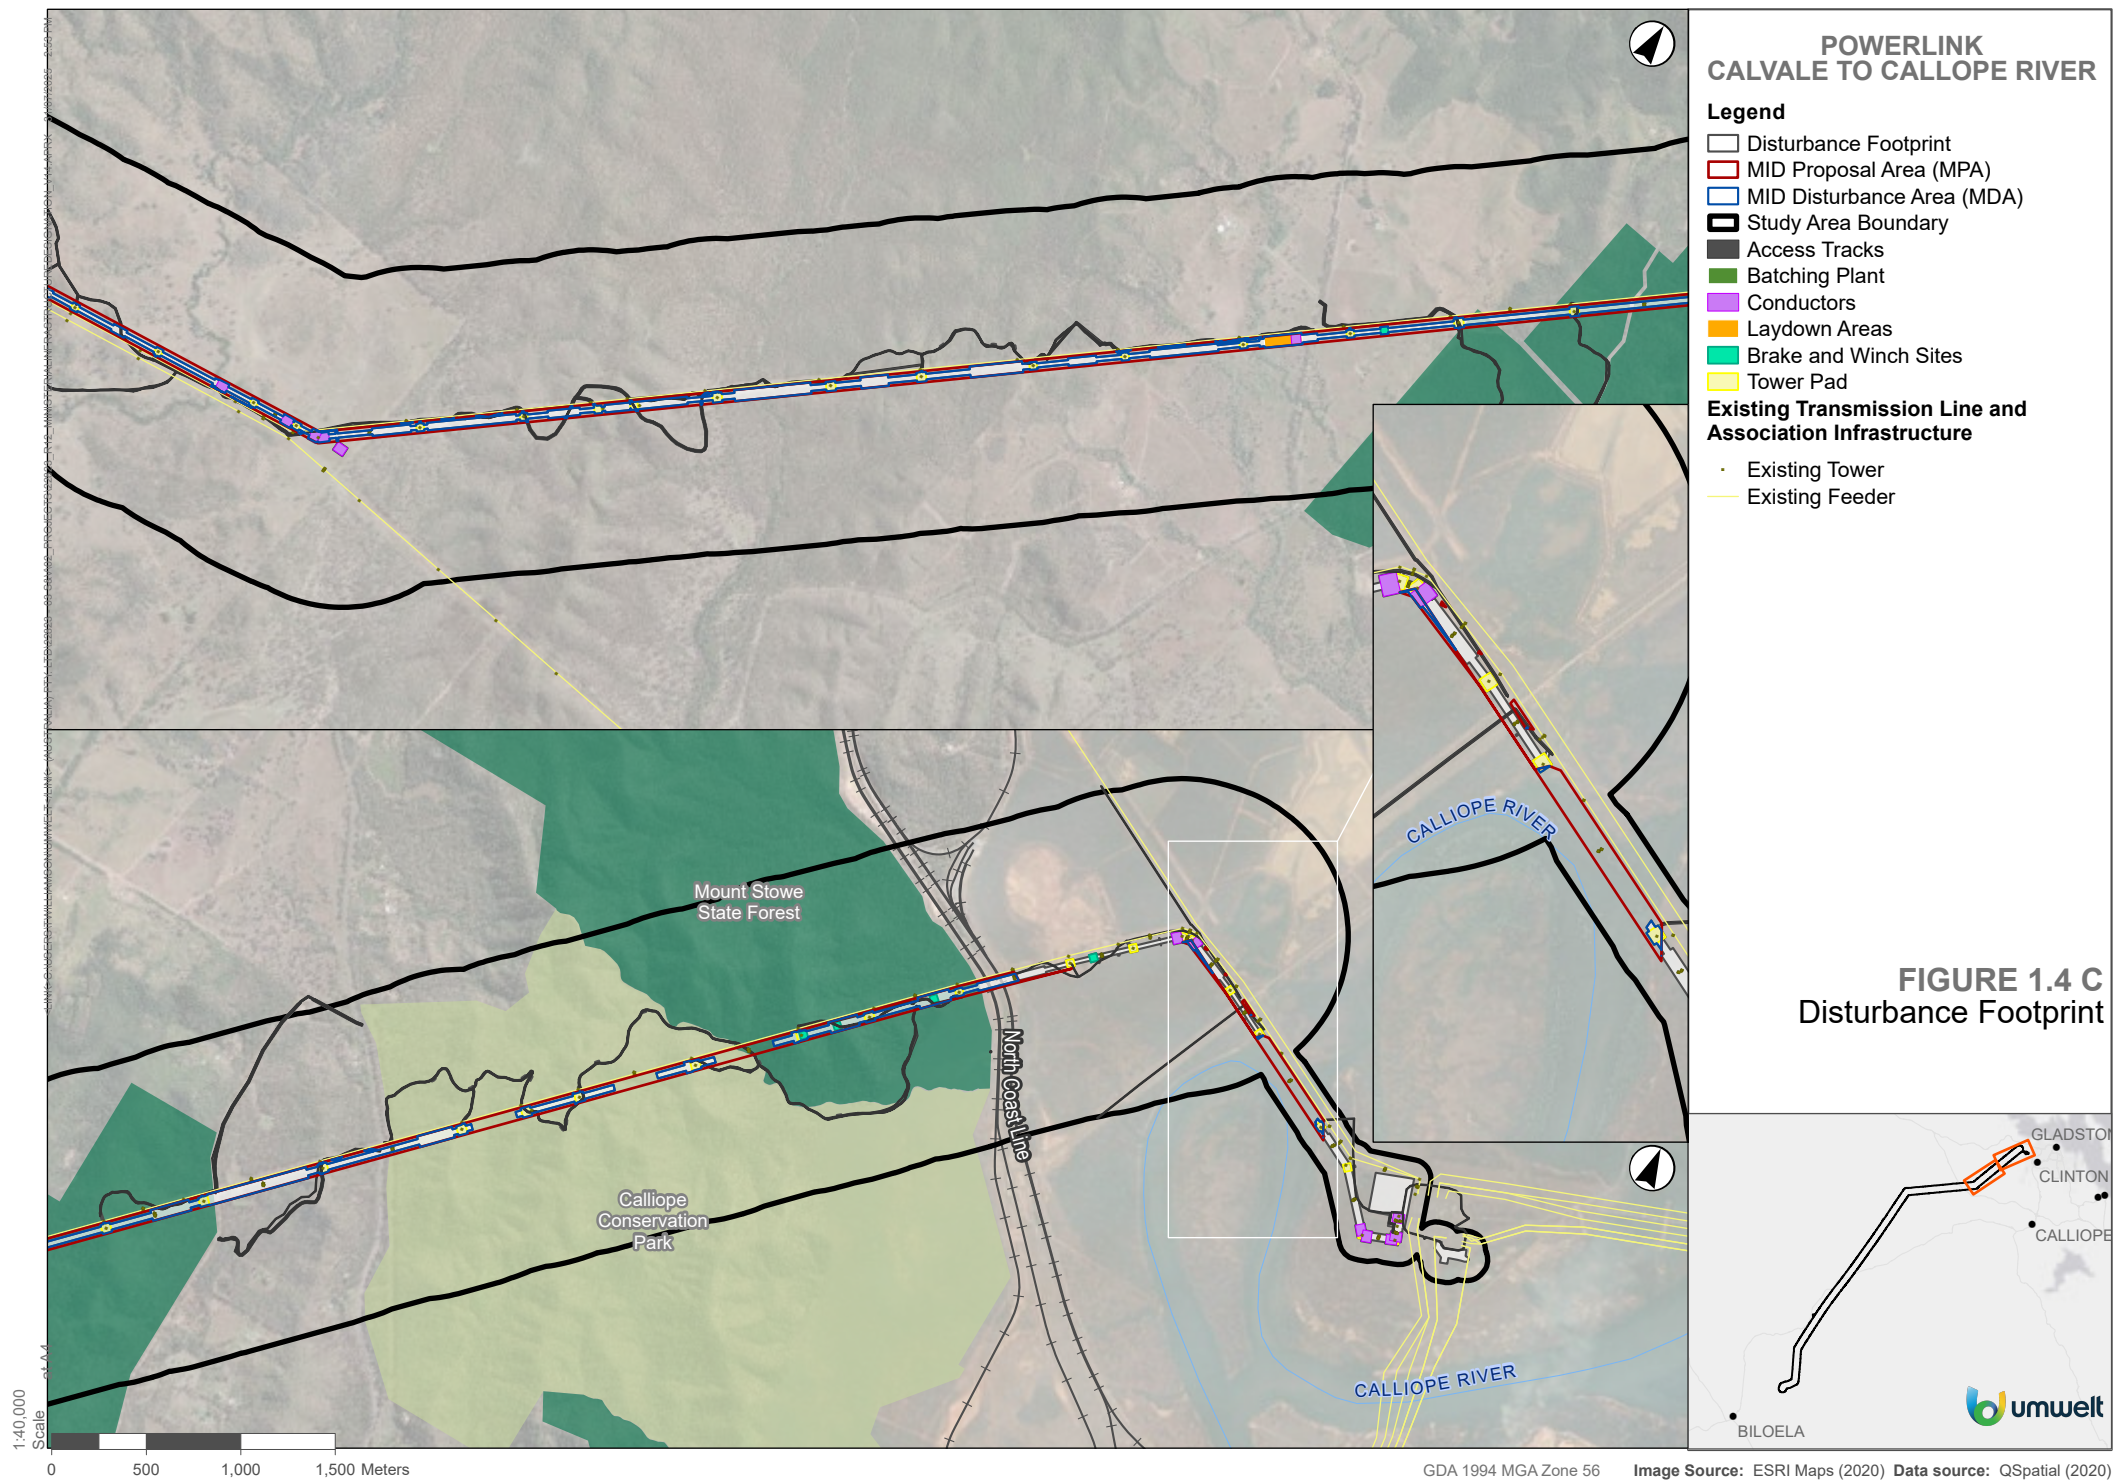 POWERLINK
CALVALE TO CALLOPE RIVER
Legend
Disturbance Footprint
MID Proposal Area (MPA)
MID Disturbance Area (MDA)
Study Area Boundary
Access Tracks
Batching Plant
Conductors
Laydown Areas
Brake and Winch Sites
Tower Pad
Existing Transmission Line and
Association Infrastructure
Existing Tower
Existing Feeder
CALLIOPE RIVER
Mount Stowe
State Forest
North Coast Line
Calliope
Conservation
Park
CALLIOPE RIVER
FIGURE 1.4 C
Disturbance Footprint
GLADSTON
CLINTON
CALLIOPE
BILOELA
umwelt
Scale
1:40,000
at A4
0 500 1,000 1,500 Meters
GDA 1994 MGA Zone 56 Image Source: ESRI Maps (2020) Data source: QSpatial (2020)